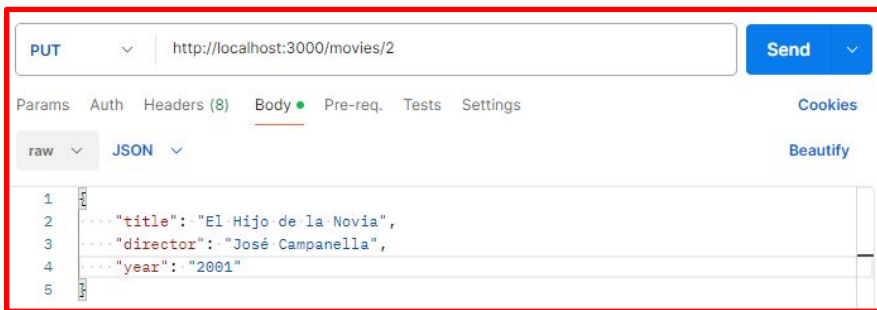 PUT http://localhost:3000/movies/2 Send
Params Auth Headers (8) Body Pre-req. Tests Settings Cookies
raw JSON Beautify
1 {
2 "title": "El Hijo de la Novia",
3 "director": "José Campanella",
4 "year": "2001"
5 }